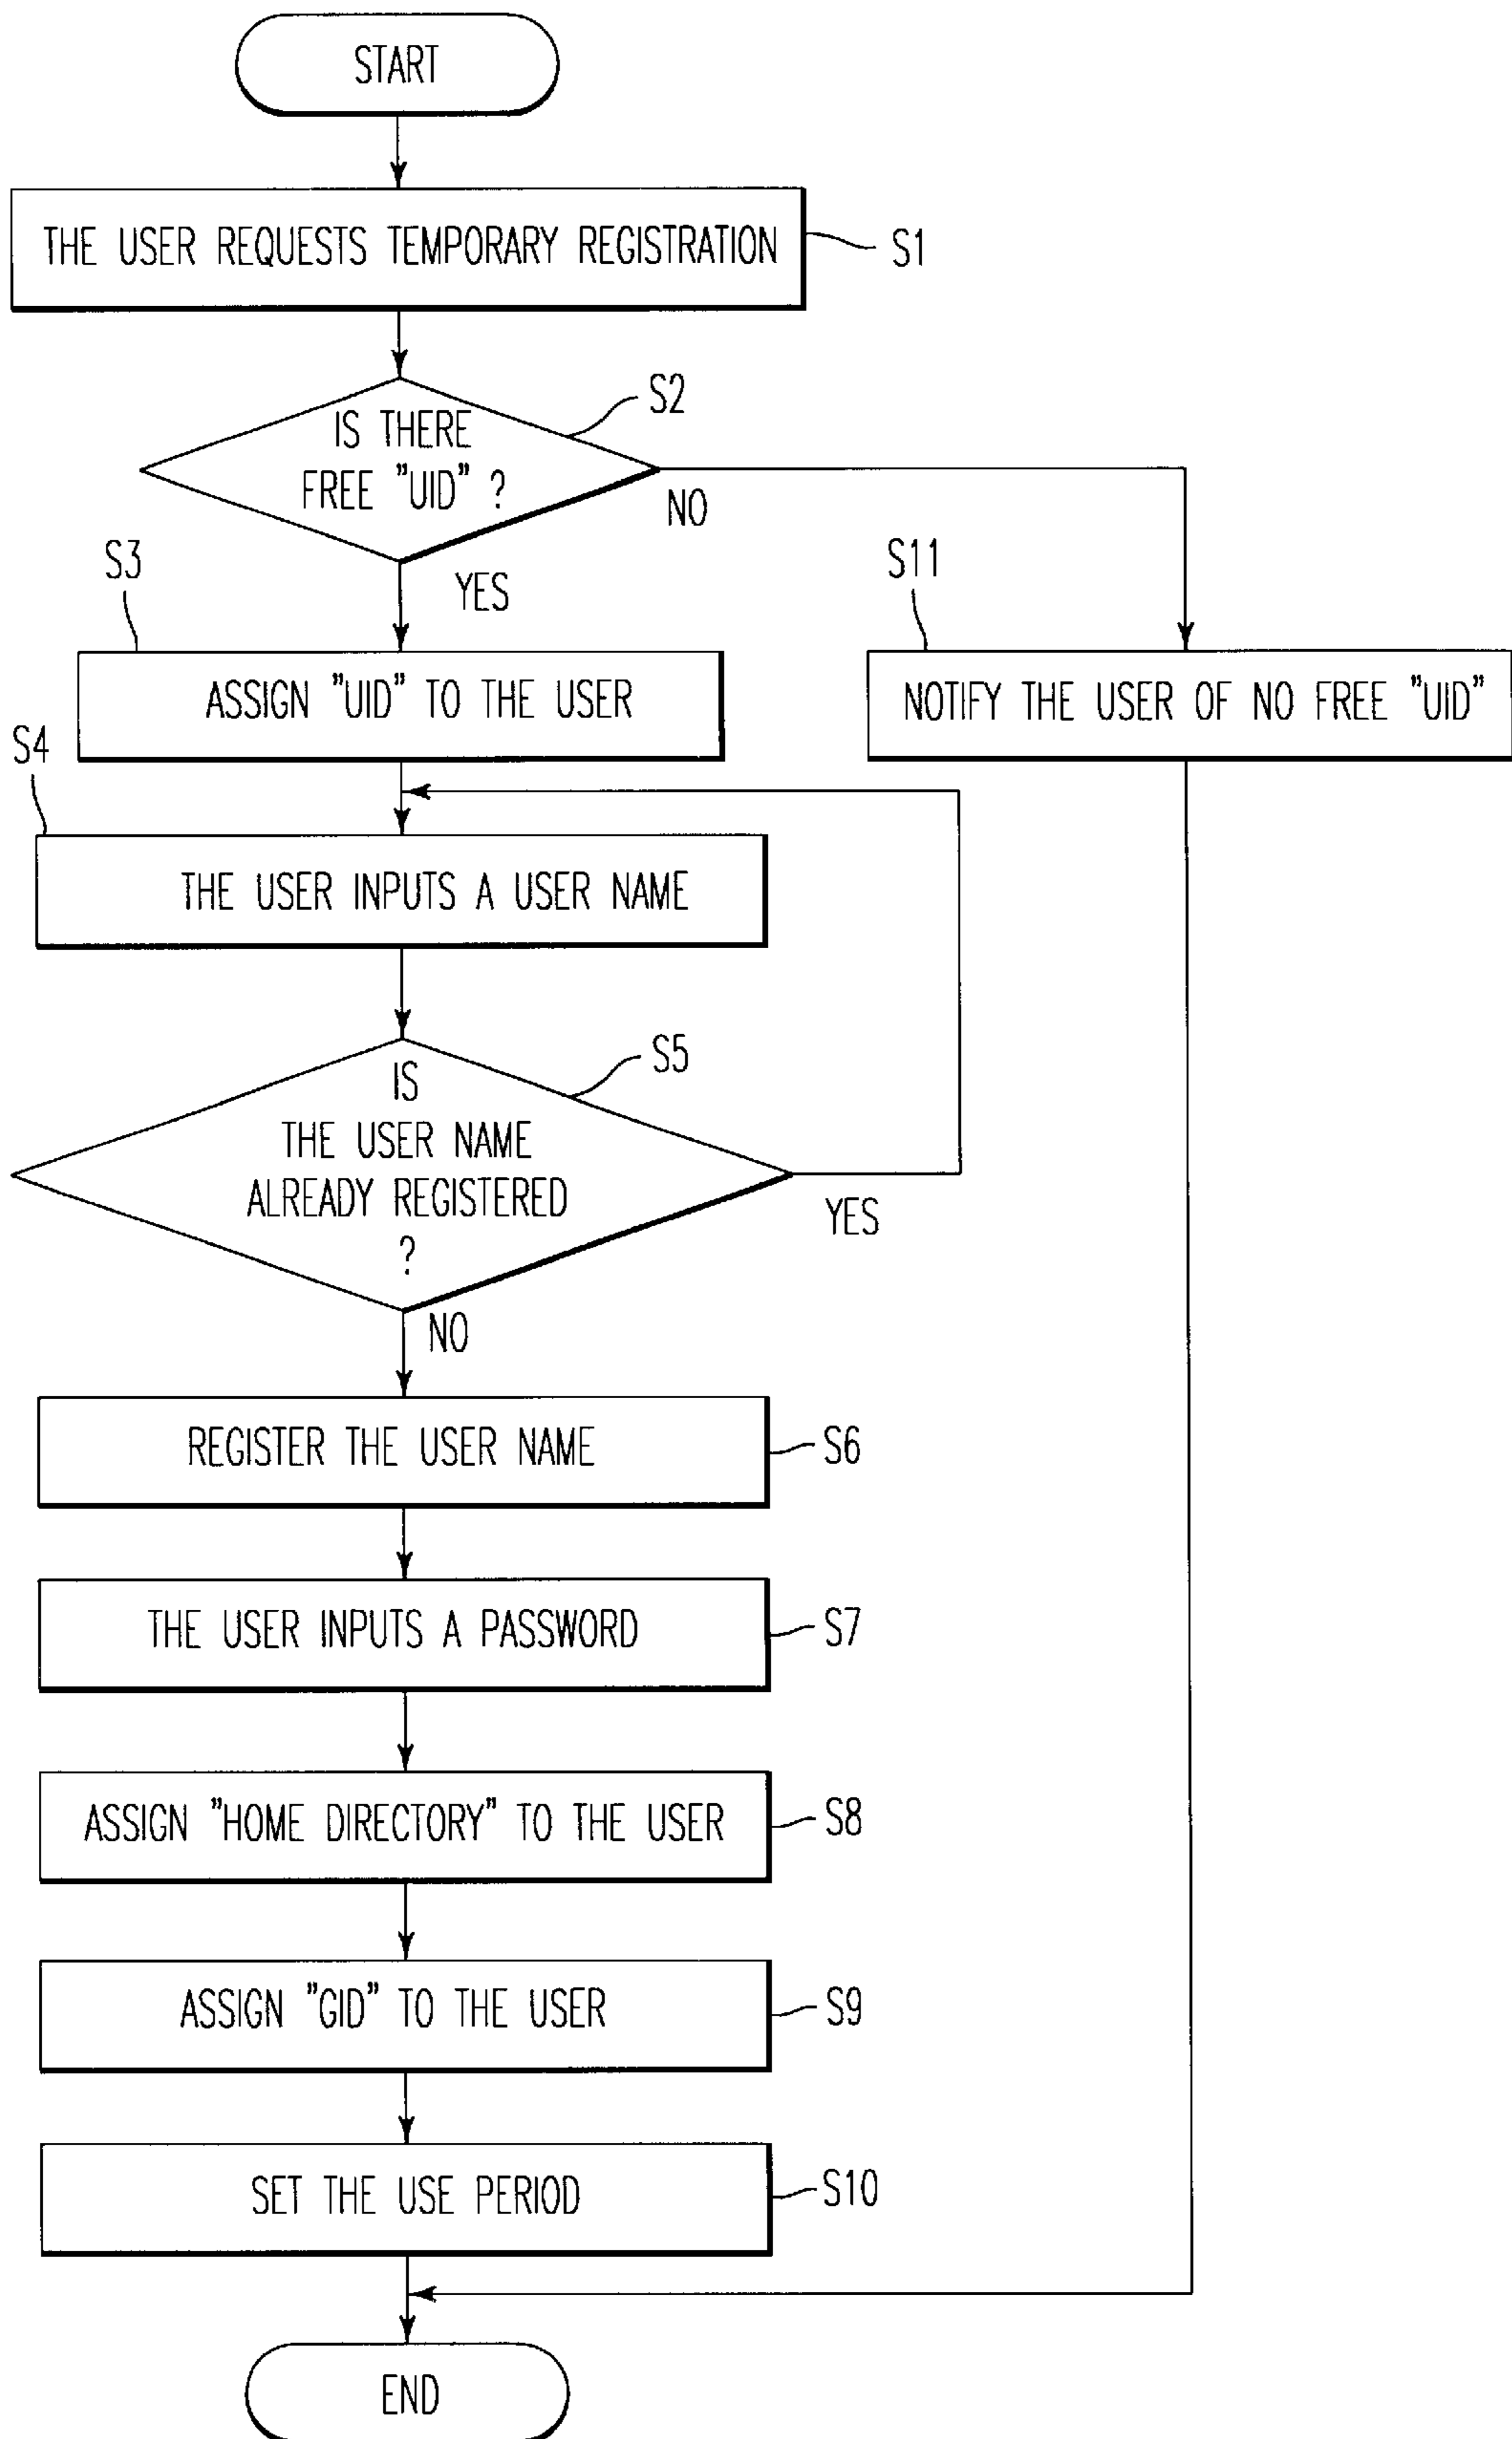 START
THE USER REQUESTS TEMPORARY REGISTRATION
S1
S2
IS THERE
FREE "UID" ?
NO
YES
S3
S11
ASSIGN "UID" TO THE USER
NOTIFY THE USER OF NO FREE "UID"
S4
THE USER INPUTS A USER NAME
S5
IS
THE USER NAME
ALREADY REGISTERED
?
YES
NO
REGISTER THE USER NAME
S6
THE USER INPUTS A PASSWORD
S7
ASSIGN "HOME DIRECTORY" TO THE USER
S8
ASSIGN "GID" TO THE USER
S9
SET THE USE PERIOD
S10
END